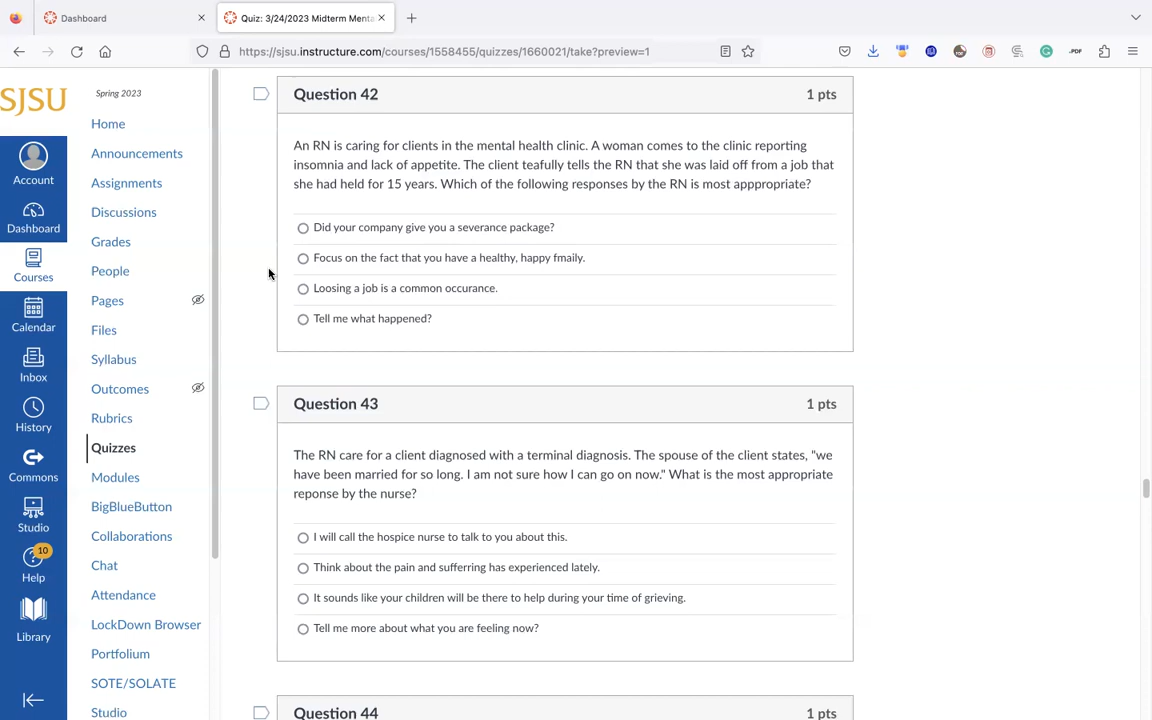 Dashboard
Quiz: 3/24/2023 Midterm Menta
https://sjsu.instructure.com/courses/1558455/quizzes/1660021/take?preview=1
.PDF
SJSU
Account
Dashboard
Courses
Calendar
Inbox
History
Commons
Studio
10
Help
Library
Spring 2023
Home
Announcements
Assignments
Discussions
Grades
People
Pages
Files
Syllabus
Outcomes
Rubrics
Quizzes
Modules
BigBlueButton
Collaborations
Chat
Attendance
LockDown Browser
Portfolium
SOTE/SOLATE
Studio
Question 42
1 pts
An RN is caring for clients in the mental health clinic. A woman comes to the clinic reporting
insomnia and lack of appetite. The client teafully tells the RN that she was laid off from a job that
she had held for 15 years. Which of the following responses by the RN is most apppropriate?
Did your company give you a severance package?
Focus on the fact that you have a healthy, happy fmaily.
Loosing a job is a common occurance.
Tell me what happened?
Question 43
1 pts
The RN care for a client diagnosed with a terminal diagnosis. The spouse of the client states, "we
have been married for so long. I am not sure how I can go on now." What is the most appropriate
reponse by the nurse?
I will call the hospice nurse to talk to you about this.
Think about the pain and sufferring has experienced lately.
It sounds like your children will be there to help during your time of grieving.
Tell me more about what you are feeling now?
Question 44
1 pts